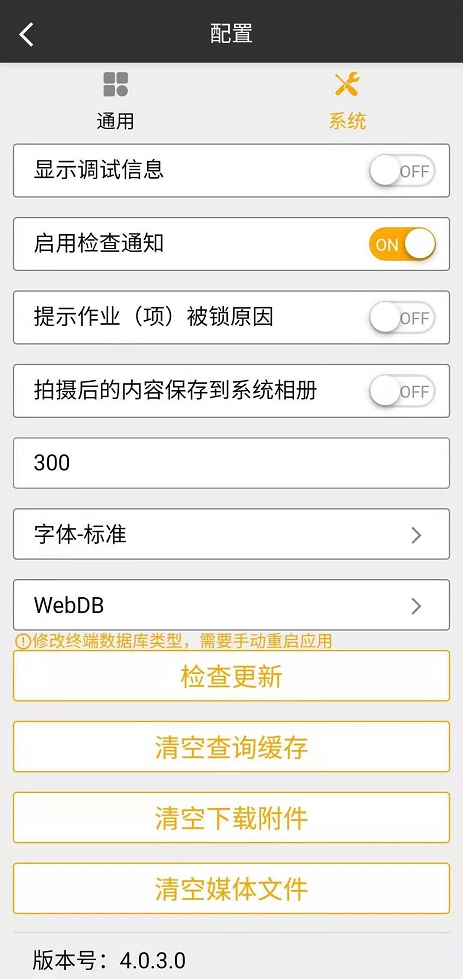 配置
通用
系统
显示调试信息
OFF
启用检查通知
ON
提示作业（项）被锁原因
OFF
拍摄后的内容保存到系统相册
OFF
300
字体-标准
WebDB
修改终端数据库类型，需要手动重启应用
检查更新
清空查询缓存
清空下载附件
清空媒体文件
版本号：4.0.3.0